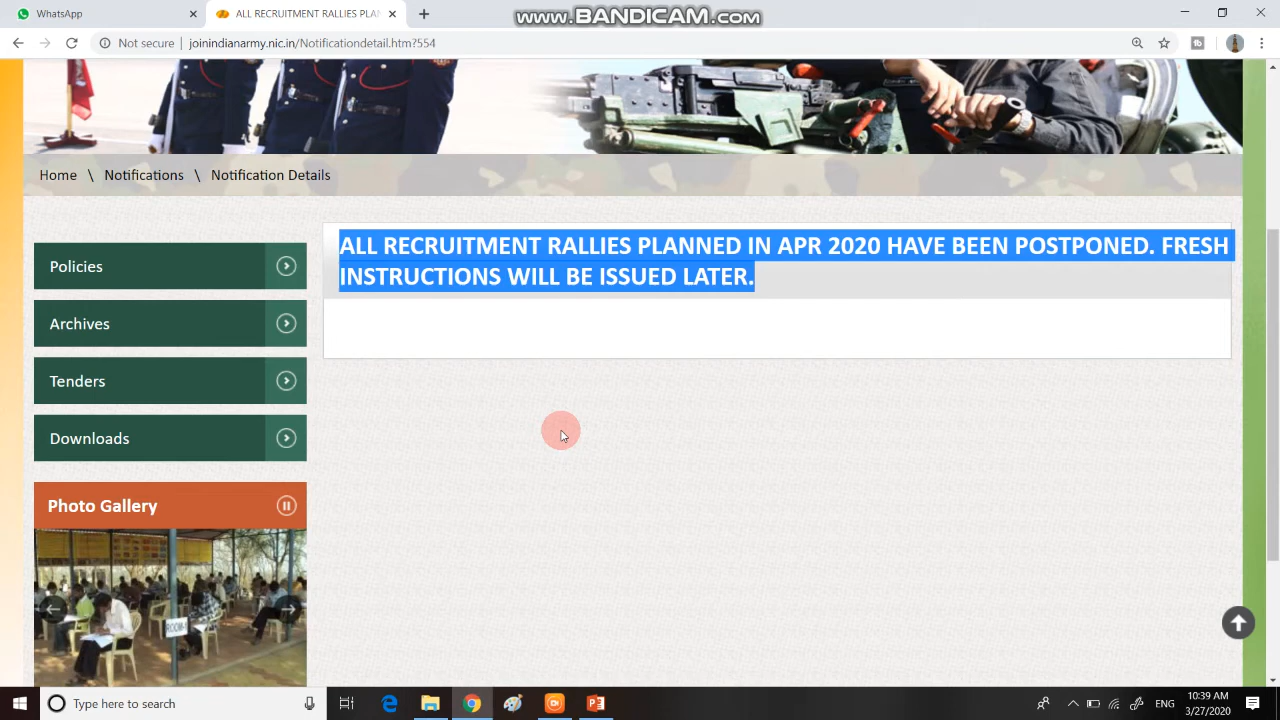 WhatsApp
ALL RECRUITMENT RALLIES PLAN
www.BANDICAM.com
Not secure
joinindianarmy.nic.in/Notificationdetail.htm?554
Home \ Notifications \ Notification Details
ALL RECRUITMENT RALLIES PLANNED IN APR 2020 HAVE BEEN POSTPONED. FRESH
INSTRUCTIONS WILL BE ISSUED LATER.
Policies
Archives
Tenders
Downloads
Photo Gallery
Type here to search
ENG
10:39 AM
3/27/2020